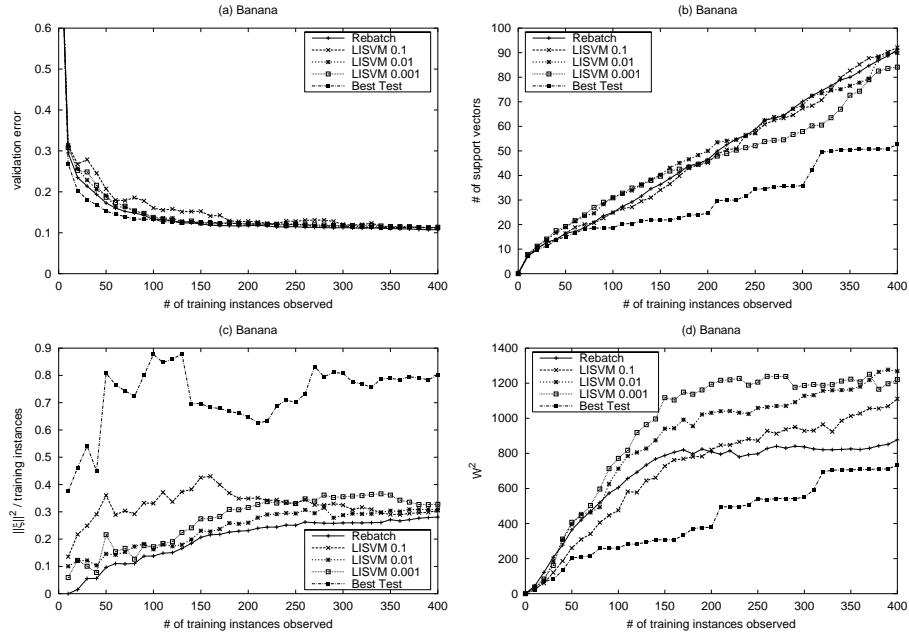 (a) Banana
validation error
0.6
0.5
0.4
0.3
0.2
0.1
0
0 50 100 150 200 250 300 350 400
# of training instances observed
Rebatch
LISVM 0.1
LISVM 0.01
LISVM 0.001
Best Test
(b) Banana
# of support vectors
100
90
80
70
60
50
40
30
20
10
0
0 50 100 150 200 250 300 350 400
# of training instances observed
Rebatch
LISVM 0.1
LISVM 0.01
LISVM 0.001
Best Test
(c) Banana
||ξ||² / training instances
0.9
0.8
0.7
0.6
0.5
0.4
0.3
0.2
0.1
0
0 50 100 150 200 250 300 350 400
# of training instances observed
Rebatch
LISVM 0.1
LISVM 0.01
LISVM 0.001
Best Test
(d) Banana
W²
1400
1200
1000
800
600
400
200
0
0 50 100 150 200 250 300 350 400
# of training instances observed
Rebatch
LISVM 0.1
LISVM 0.01
LISVM 0.001
Best Test